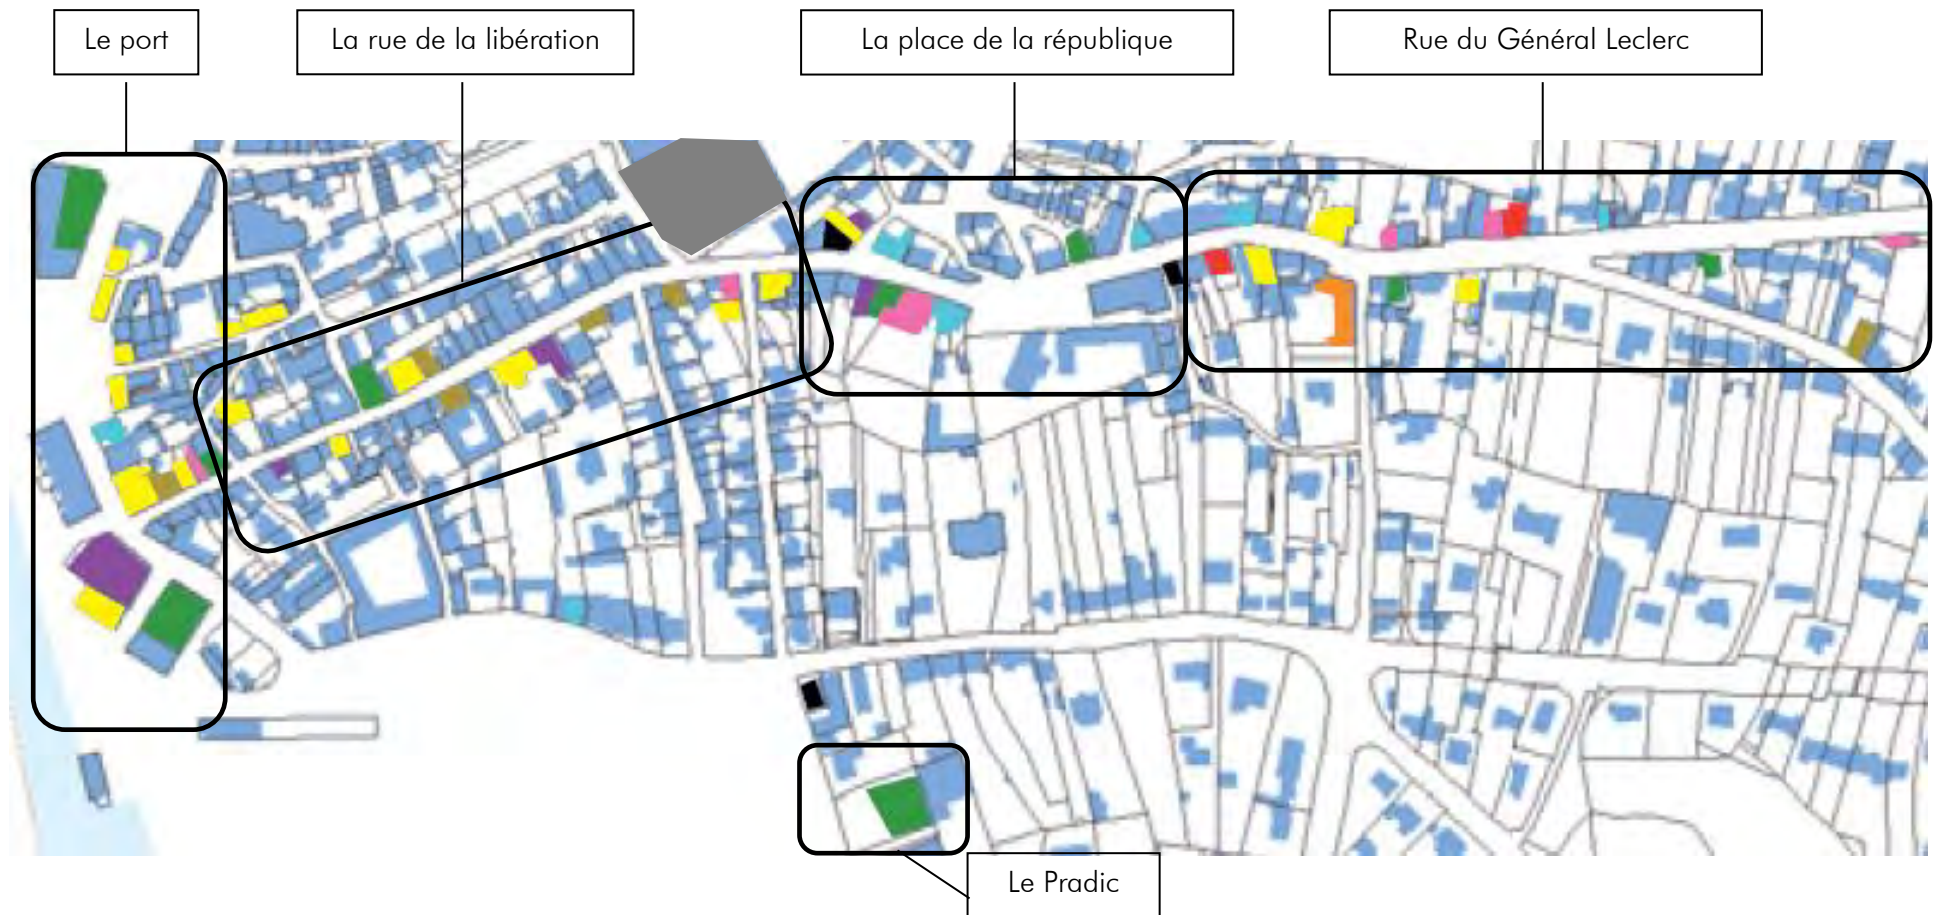 Le port
La rue de la libération
La place de la république
Rue du Général Leclerc
Le Pradic